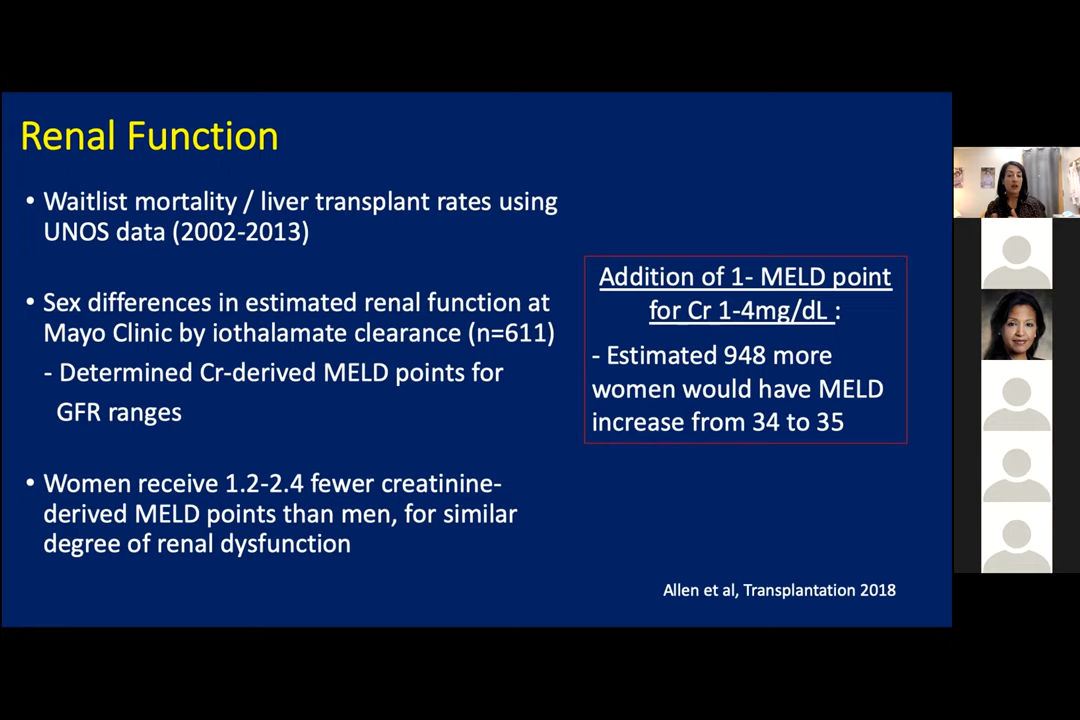 Renal Function
• Waitlist mortality / liver transplant rates using
UNOS data (2002-2013)
• Sex differences in estimated renal function at
Mayo Clinic by iothalamate clearance (n=611)
- Determined Cr-derived MELD points for
GFR ranges
• Women receive 1.2-2.4 fewer creatinine-
derived MELD points than men, for similar
degree of renal dysfunction
Addition of 1- MELD point
for Cr 1-4mg/dL :
- Estimated 948 more
women would have MELD
increase from 34 to 35
Allen et al, Transplantation 2018